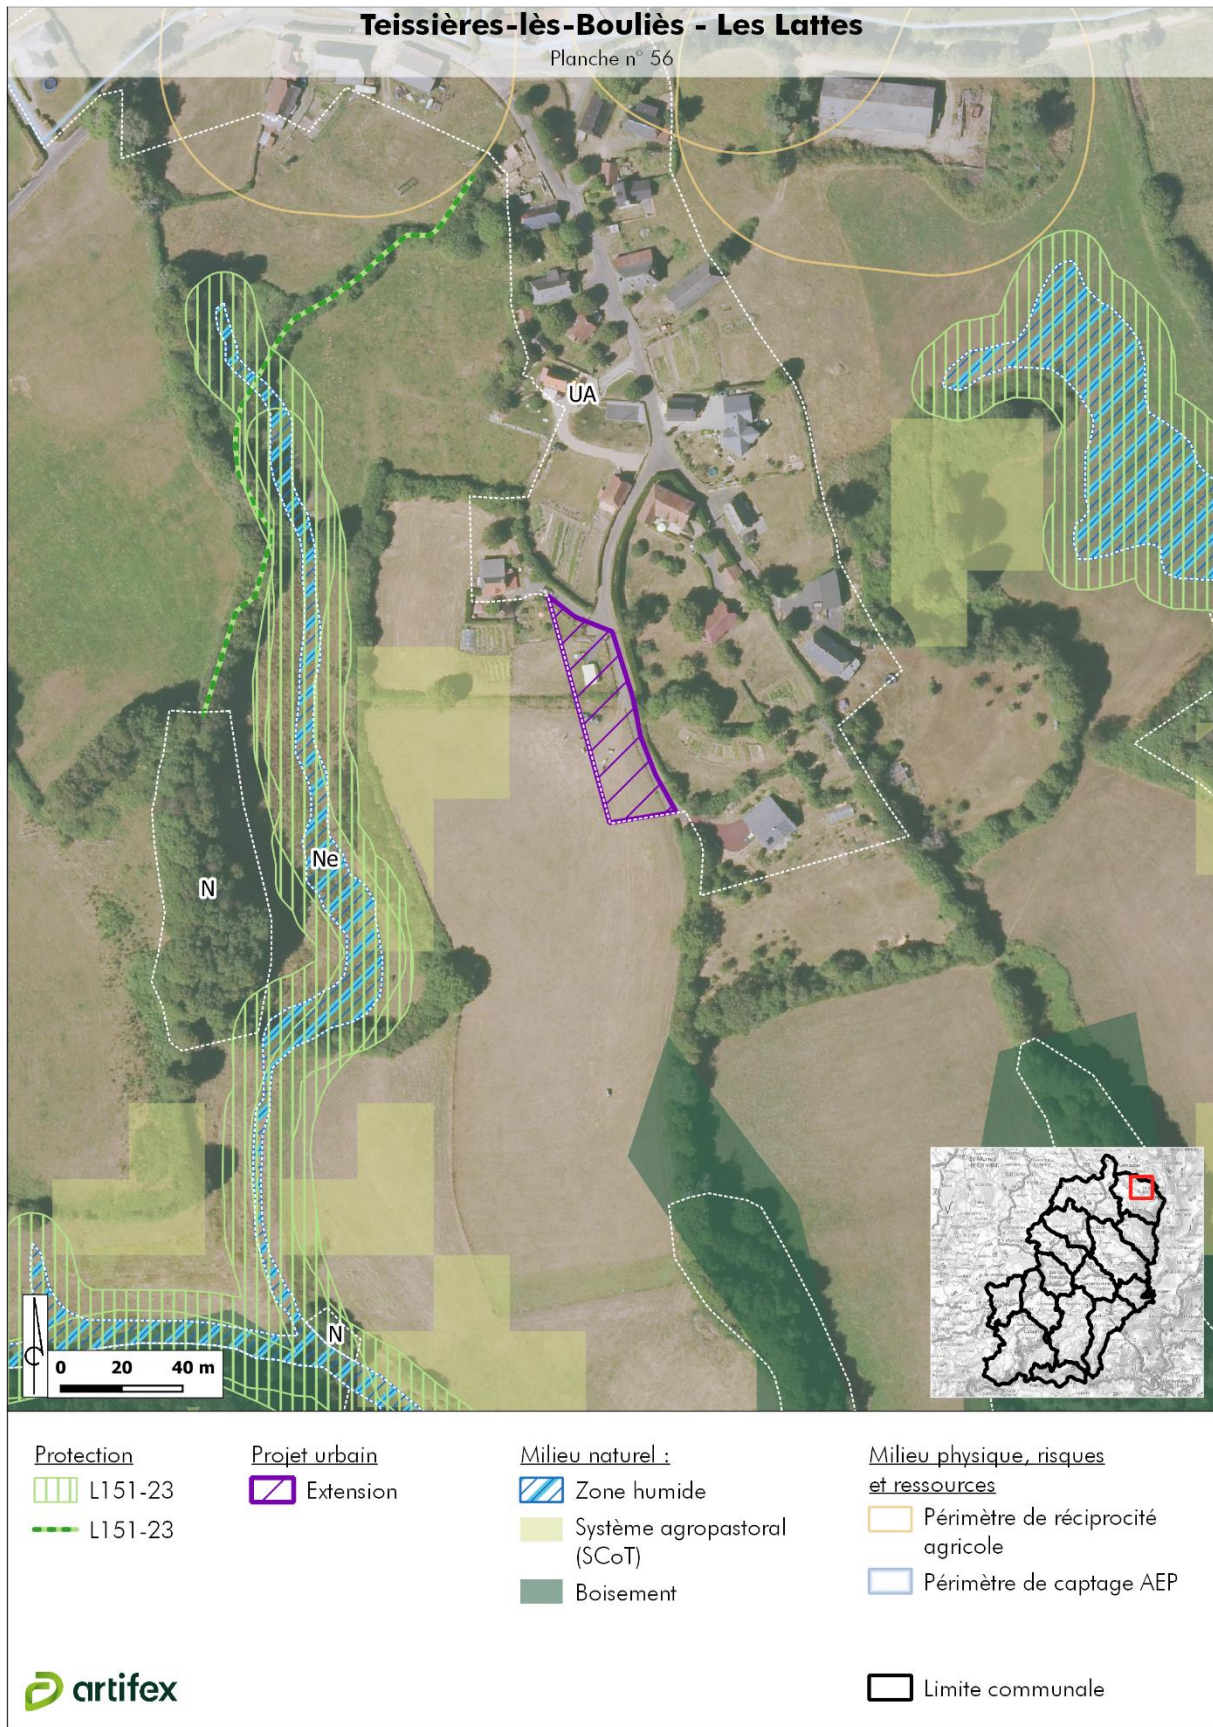 Teissières-lès-Bouliès - Les Lattes
Planche n° 56
UA
Ne
N
N
0 20 40 m
Protection
L151-23
L151-23
Projet urbain
Extension
Milieu naturel :
Zone humide
Système agropastoral
(SCoT)
Boisement
Milieu physique, risques
et ressources
Périmètre de réciprocité
agricole
Périmètre de captage AEP
Limite communale
artifex